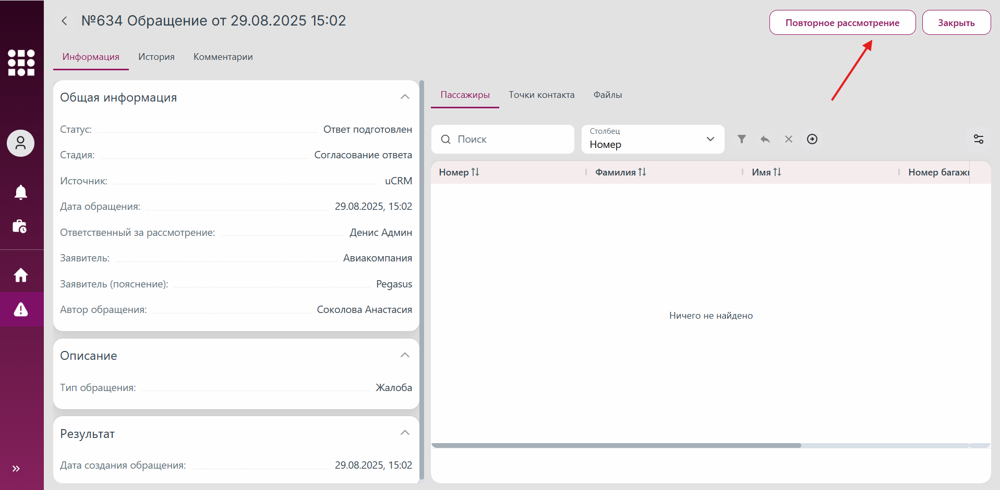 №634 Обращение от 29.08.2025 15:02
Повторное рассмотрение
Закрыть
Информация
История
Комментарии
Общая информация
Статус: Ответ подготовлен
Стадия: Согласование ответа
Источник: uCRM
Дата обращения: 29.08.2025, 15:02
Ответственный за рассмотрение: Денис Админ
Заявитель: Авиакомпания
Заявитель (пояснение): Pegasus
Автор обращения: Соколова Анастасия
Описание
Тип обращения: Жалоба
Результат
Дата создания обращения: 29.08.2025, 15:02
Пассажиры
Точки контакта
Файлы
Поиск
Столбец
Номер
Номер
Фамилия
Имя
Номер багажн
Ничего не найдено